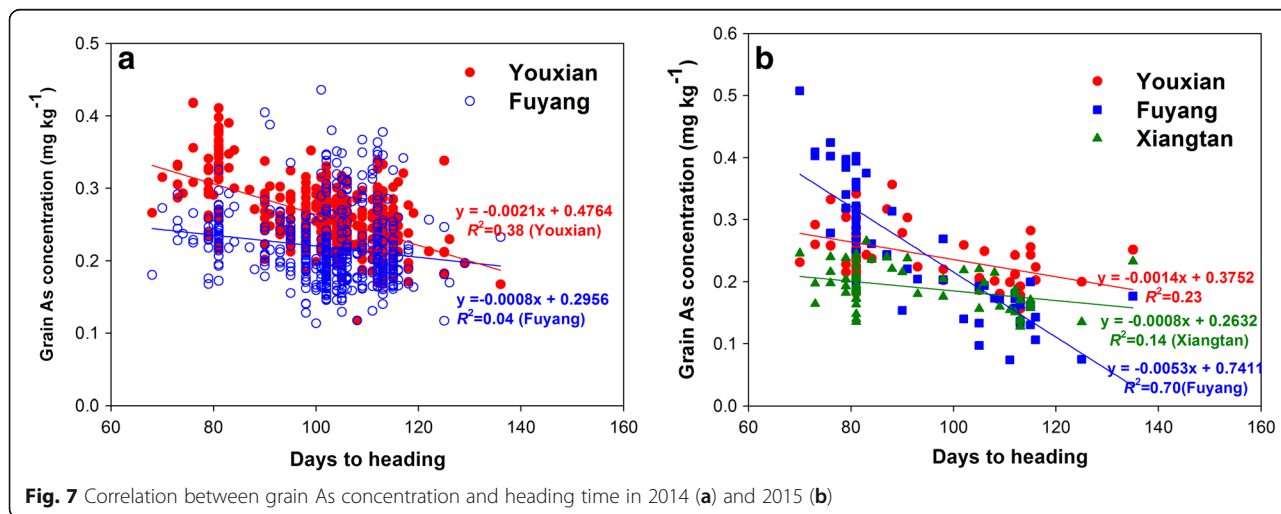 a
Youxian
Fuyang
Grain As concentration (mg kg-1)
0.5
0.4
0.3
0.2
0.1
0.0
y = -0.0021x + 0.4764
R2=0.38 (Youxian)
y = -0.0008x + 0.2956
R2=0.04 (Fuyang)
60 80 100 120 140 160
Days to heading
b
Youxian
Fuyang
Xiangtan
Grain As concentration (mg kg-1)
0.6
0.5
0.4
0.3
0.2
0.1
0.0
y = -0.0014x + 0.3752
R2=0.23
y = -0.0008x + 0.2632
R2=0.14 (Xiangtan)
y = -0.0053x + 0.7411
R2=0.70(Fuyang)
60 80 100 120 140 160
Days to heading
Fig. 7 Correlation between grain As concentration and heading time in 2014 (a) and 2015 (b)